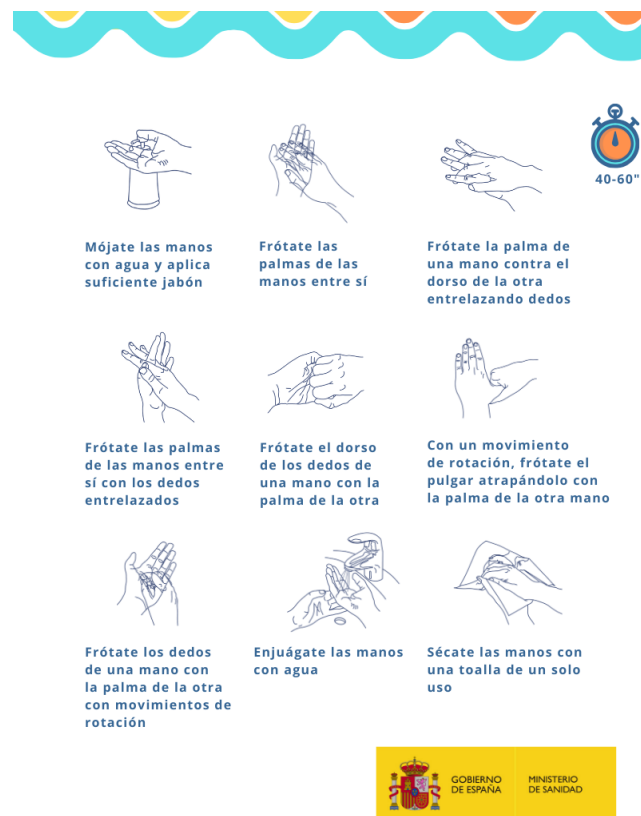 40-60"
Mójate las manos
con agua y aplica
suficiente jabón
Frótate las
palmas de las
manos entre sí
Frótate la palma de
una mano contra el
dorso de la otra
entrelazando dedos
Frótate las palmas
de las manos entre
sí con los dedos
entrelazados
Frótate el dorso
de los dedos de
una mano con la
palma de la otra
Con un movimiento
de rotación, frótate el
pulgar atrapándolo con
la palma de la otra mano
Frótate los dedos
de una mano con
la palma de la otra
con movimientos de
rotación
Enjuágate las manos
con agua
Sécate las manos con
una toalla de un solo
uso
GOBIERNO
DE ESPAÑA
MINISTERIO
DE SANIDAD